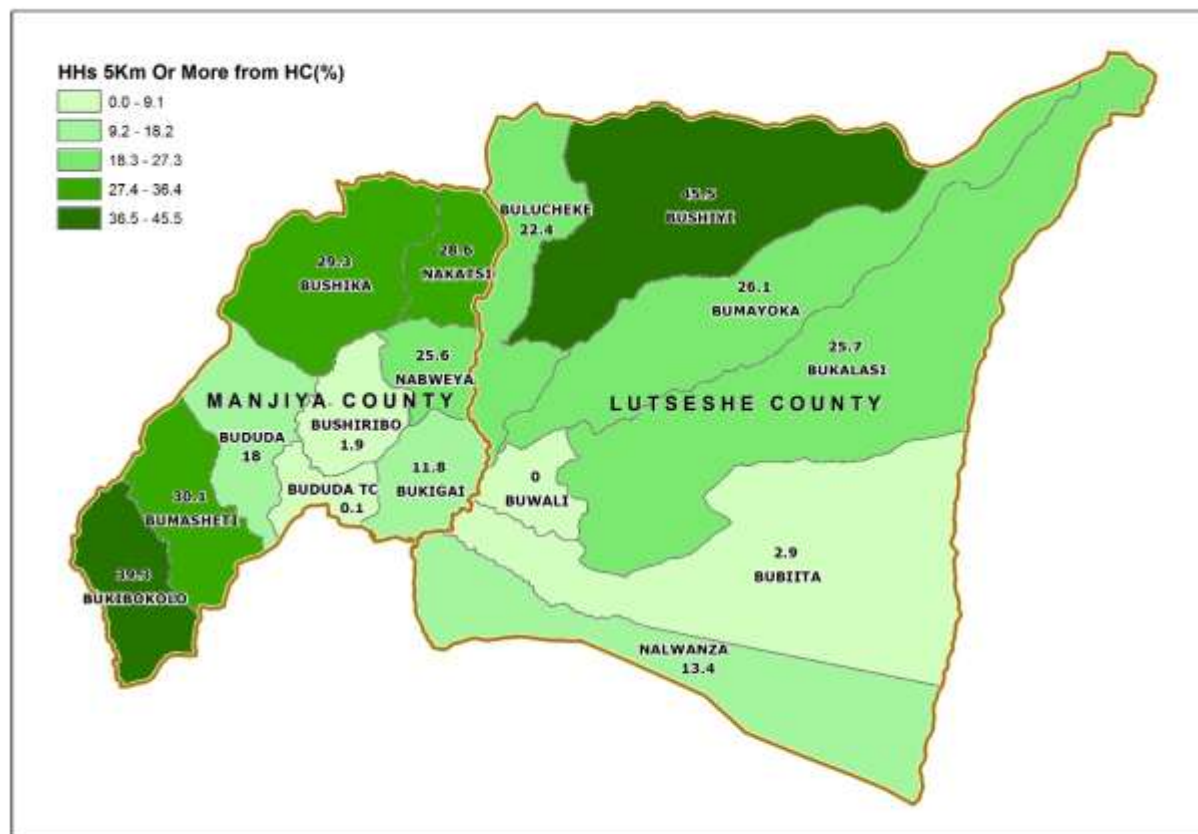 HHs 5Km Or More from HC(%)
0.0 - 9.1
9.2 - 18.2
18.3 - 27.3
27.4 - 36.4
36.5 - 45.5
45.5
BUSHIYI
BULUCHEKE
22.4
28.6
NAKATSI
29.3
BUSHIKA
26.1
BUMAYOKA
25.7
BUKALASI
25.6
NABWEYA
MANJIYA COUNTY
LUTSESHE COUNTY
BUSHIRIBO
1.9
BUDUDA
18
11.8
BUKIGAI
0
BUWALI
BUDUDA TC
0.1
30.1
BUMASHETI
2.9
BUBIITA
39.3
BUKIBOKOLO
NALWANZA
13.4